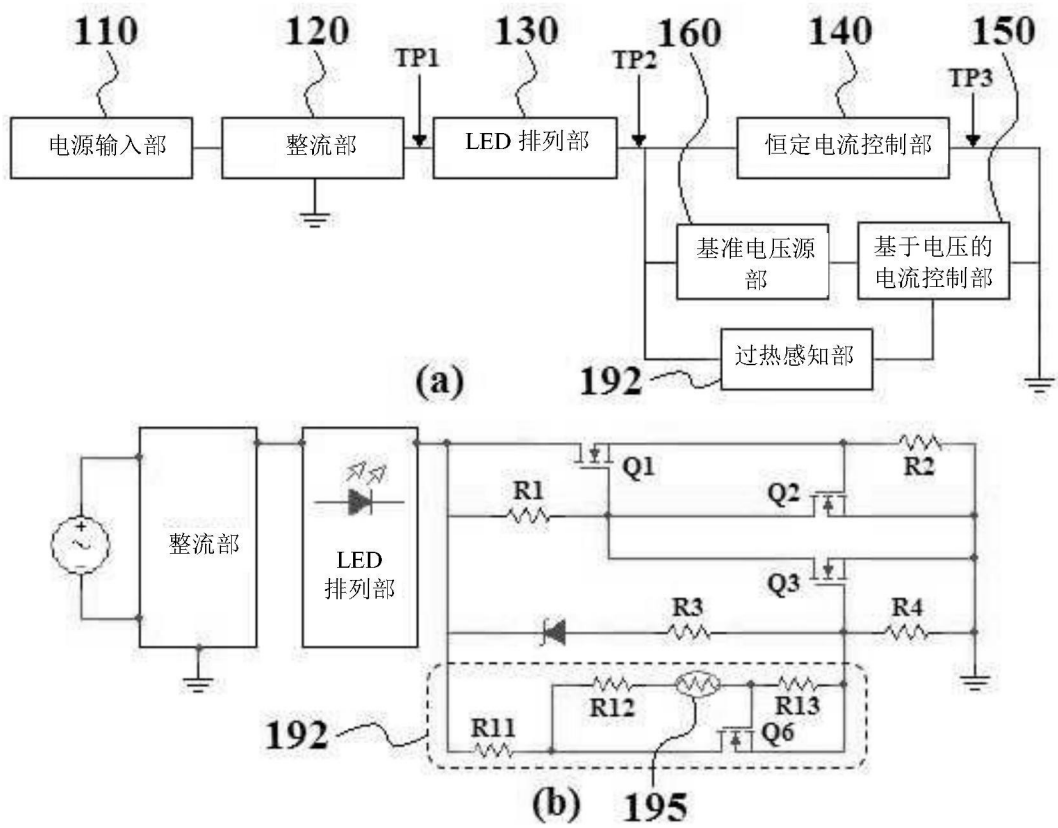 110
120
130
160
140
150
TP1
TP2
TP3
电源输入部
整流部
LED 排列部
恒定电流控制部
基准电压源
部
基于电压的
电流控制部
过热感知部
192
(a)
Q1
R2
R1
Q2
整流部
LED
排列部
Q3
R3
R4
R12
R13
192
R11
Q6
195
(b)